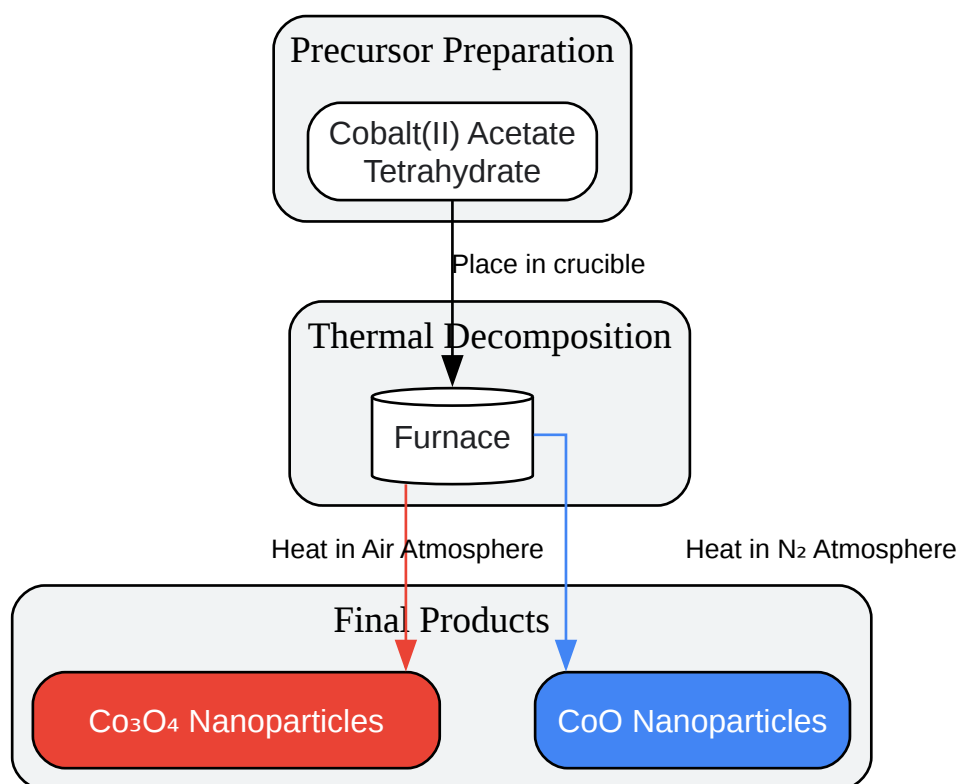 Precursor Preparation
Cobalt(II) Acetate
Tetrahydrate
Place in crucible
Thermal Decomposition
Furnace
Heat in Air Atmosphere
Heat in N₂ Atmosphere
Final Products
Co₃O₄ Nanoparticles
CoO Nanoparticles